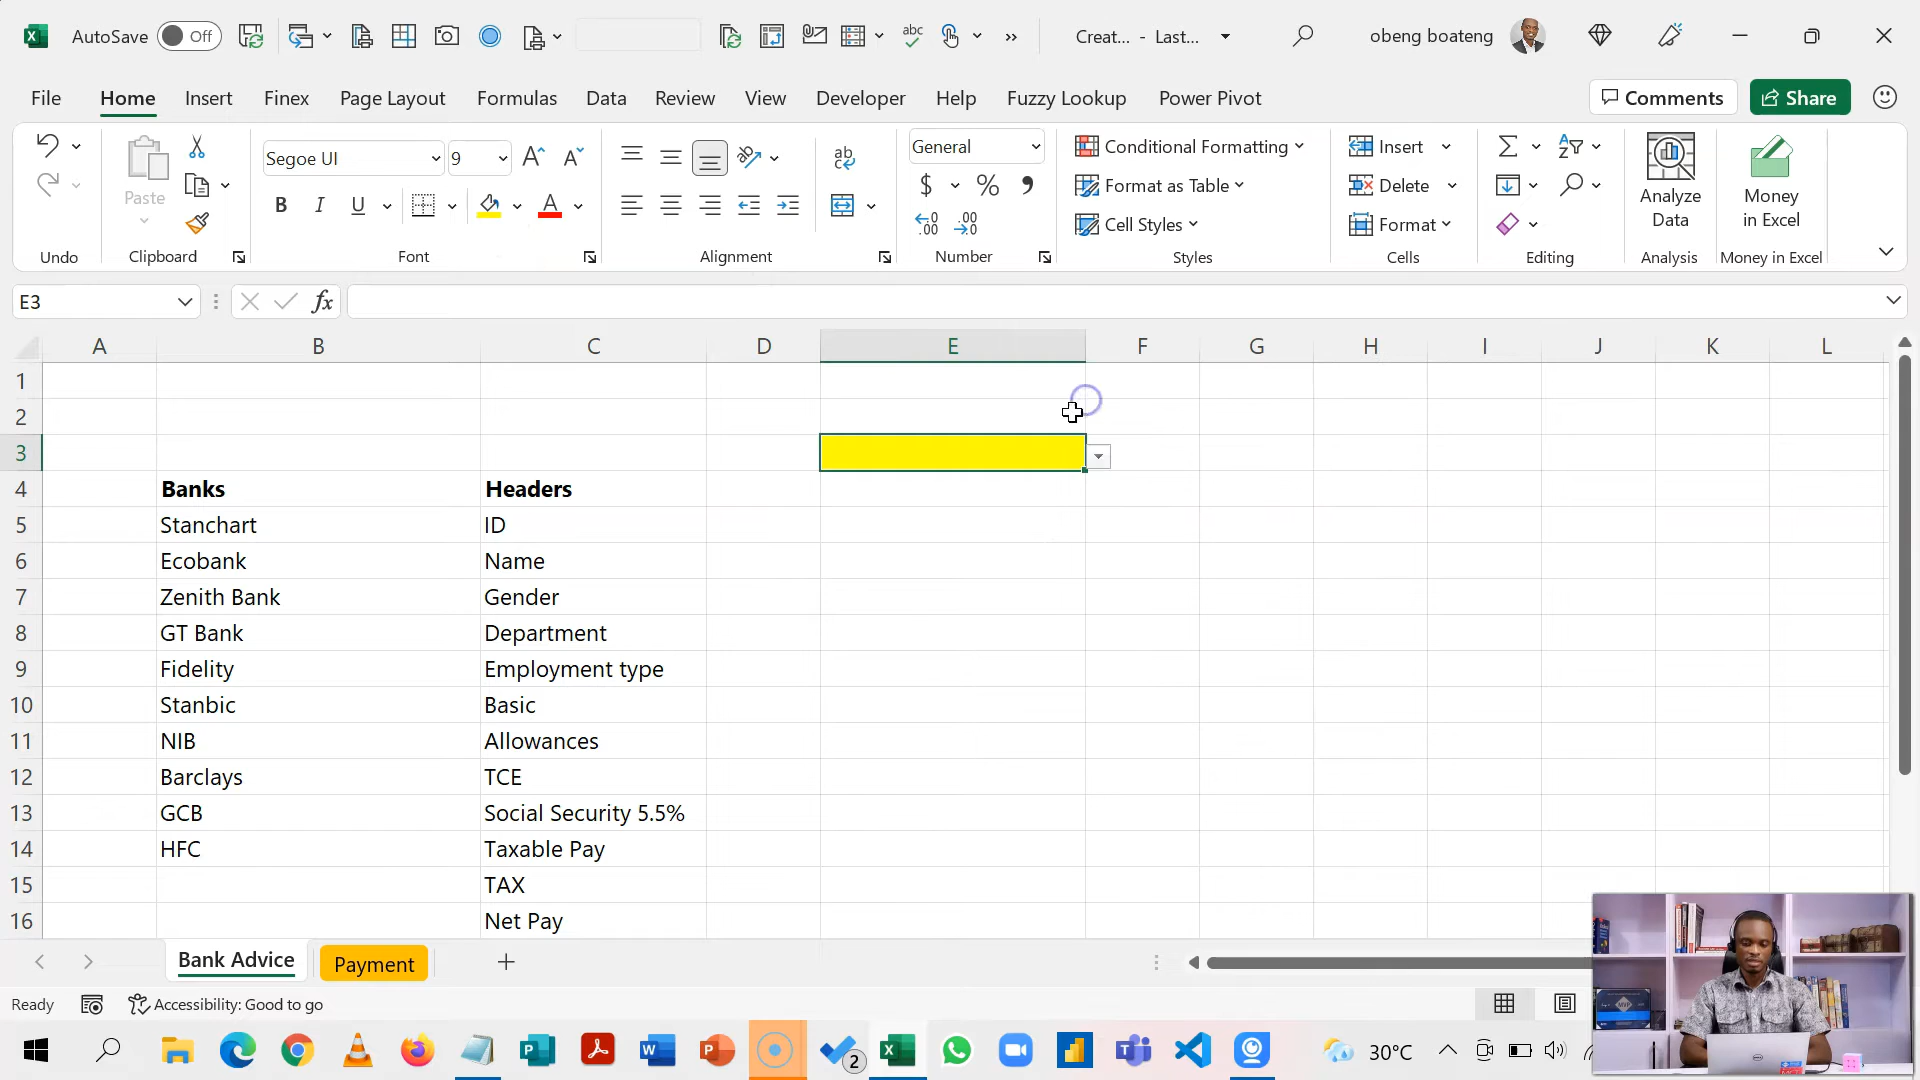 AutoSave Off Creat... - Last... obeng boateng
File Home Insert Finex Page Layout Formulas Data Review View Developer Help Fuzzy Lookup Power Pivot Comments Share
Undo
Paste
Clipboard
Segoe UI 9
B I U A
Font
ab
Alignment
General
$ % 9
Number
Conditional Formatting
Format as Table
Cell Styles
Styles
Insert
Delete
Format
Cells
Editing
Analyze
Data
Analysis
Money
in Excel
Money in Excel
E3 fx
A B C D E F G H I J K L
1
2
3
4 Banks Headers
5 Stanchart ID
6 Ecobank Name
7 Zenith Bank Gender
8 GT Bank Department
9 Fidelity Employment type
10 Stanbic Basic
11 NIB Allowances
12 Barclays TCE
13 GCB Social Security 5.5%
14 HFC Taxable Pay
15 TAX
16 Net Pay
Bank Advice Payment
Ready Accessibility: Good to go
2 30°C